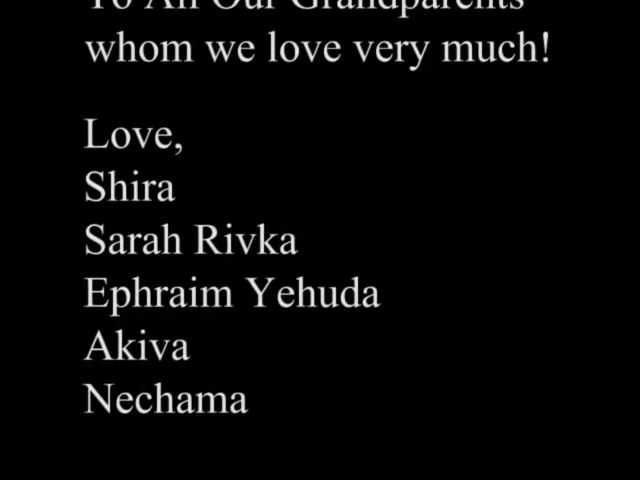 To All Our Grandparents
whom we love very much!
Love,
Shira
Sarah Rivka
Ephraim Yehuda
Akiva
Nechama